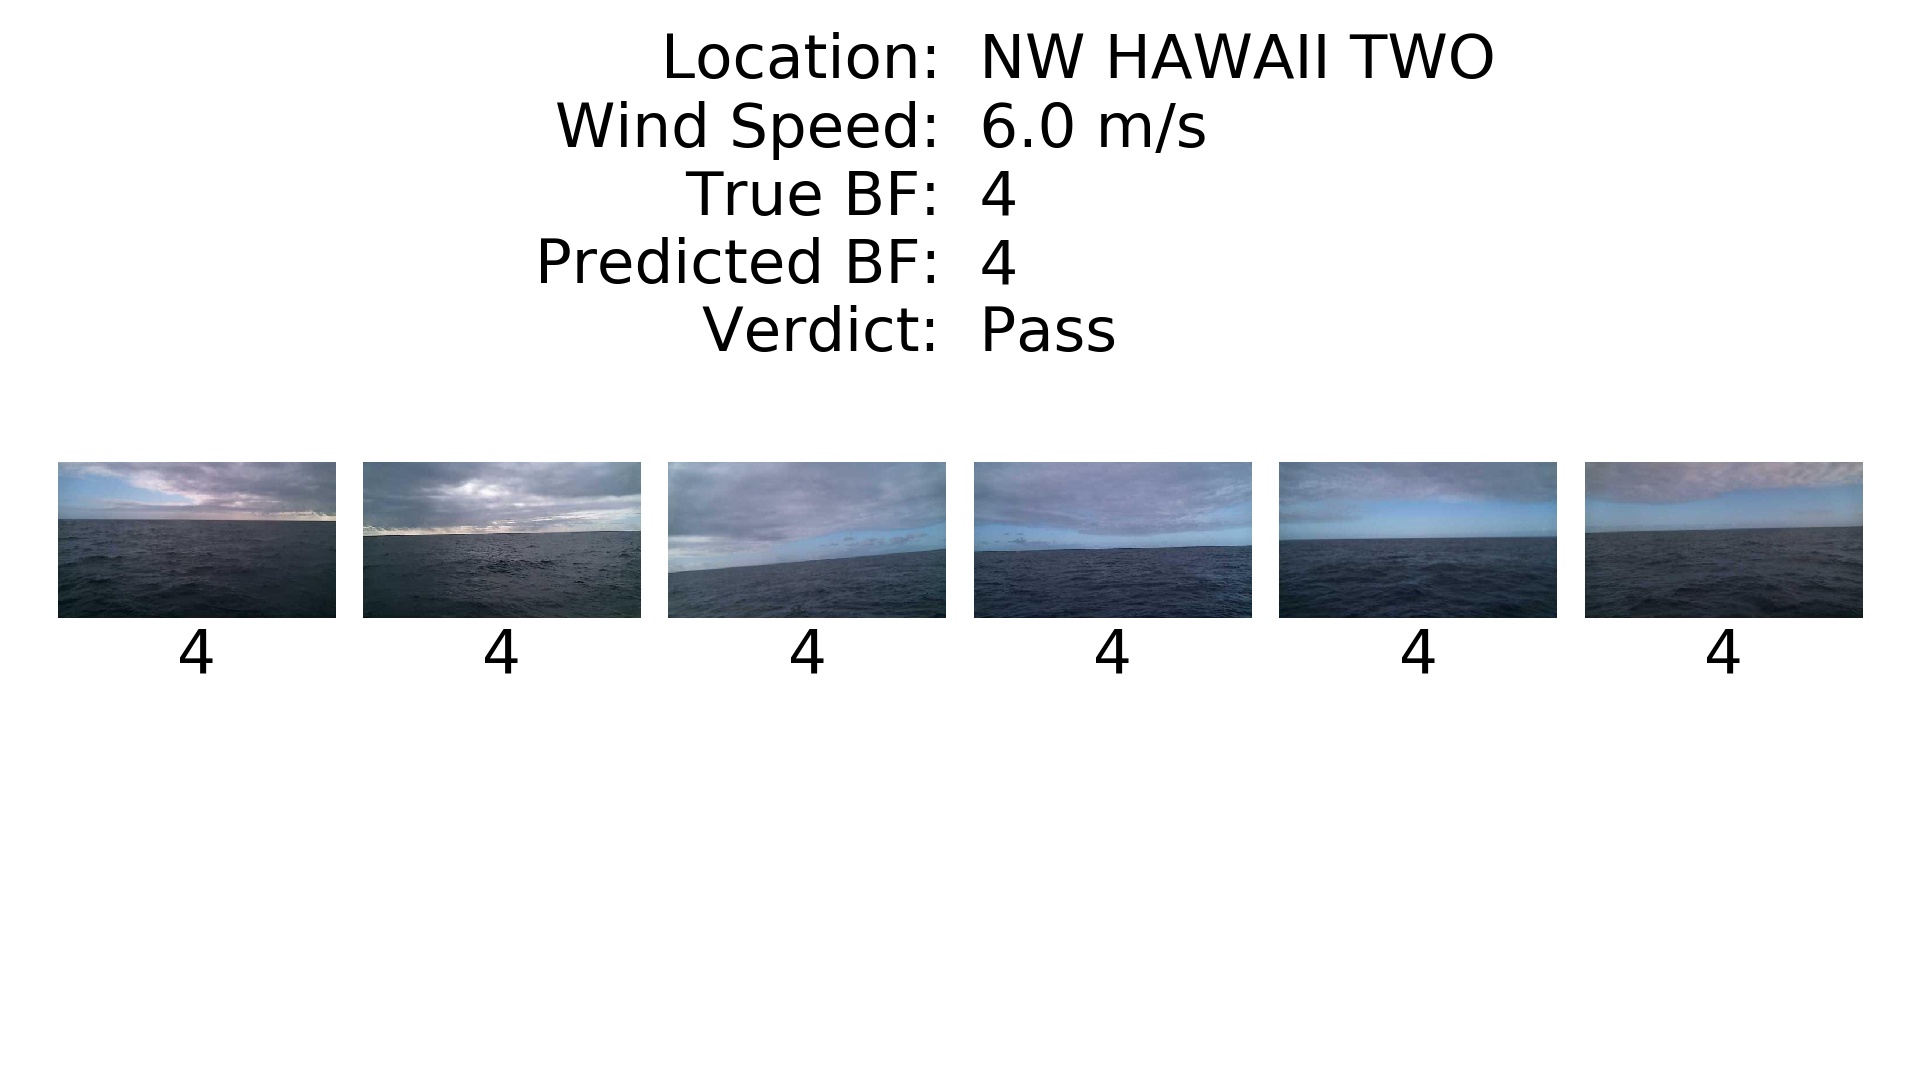 Location: NW HAWAII TWO
Wind Speed: 6.0 m/s
True BF: 4
Predicted BF: 4
Verdict: Pass
4 4 4 4 4 4